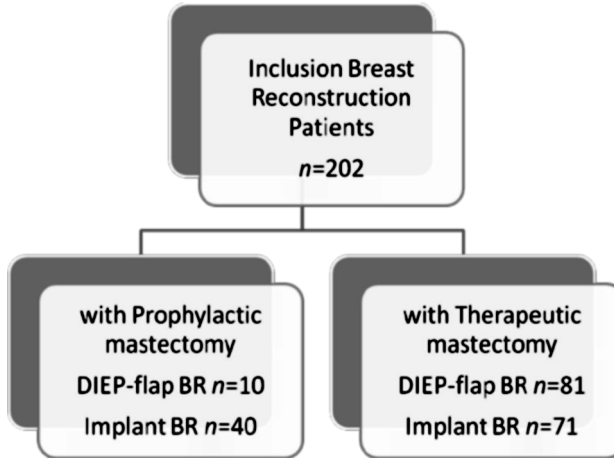 Inclusion Breast
Reconstruction
Patients
n=202
with Prophylactic
mastectomy
DIEP-flap BR n=10
Implant BR n=40
with Therapeutic
mastectomy
DIEP-flap BR n=81
Implant BR n=71